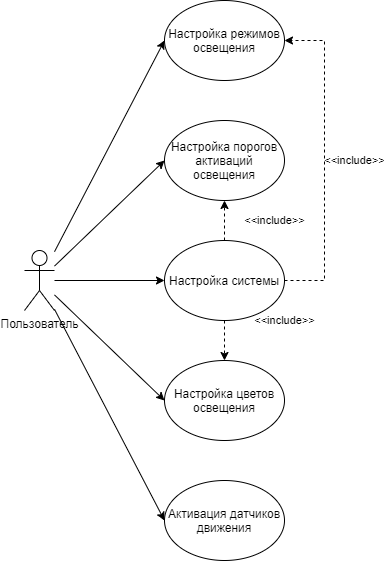 Настройка режимов
освещения
Настройка порогов
активаций
освещения
<<include>>
<<include>>
Настройка системы
Пользователь
<<include>>
Настройка цветов
освещения
Активация датчиков
движения